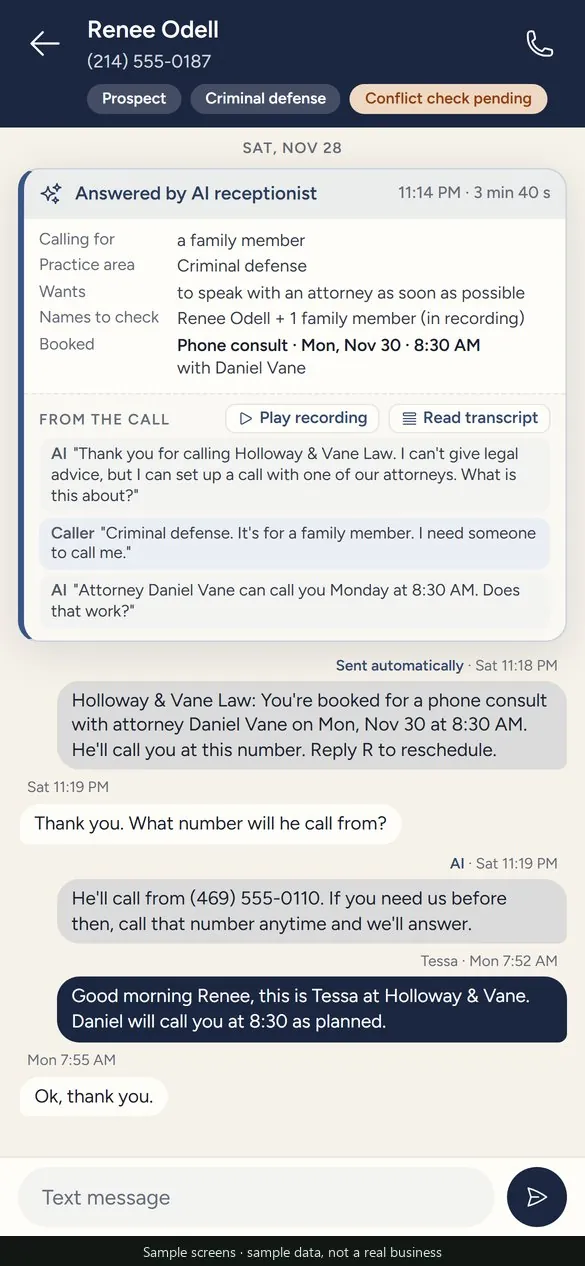 Renee Odell
(214) 555-0187
Prospect
Criminal defense
Conflict check pending
SAT, NOV 28
Answered by AI receptionist
11:14 PM · 3 min 40 s
Calling for a family member
Practice area Criminal defense
Wants to speak with an attorney as soon as possible
Names to check Renee Odell + 1 family member (in recording)
Booked Phone consult · Mon, Nov 30 · 8:30 AM
with Daniel Vane
FROM THE CALL
Play recording
Read transcript
AI "Thank you for calling Holloway & Vane Law. I can't give legal
advice, but I can set up a call with one of our attorneys. What is
this about?"
Caller "Criminal defense. It's for a family member. I need someone
to call me."
AI "Attorney Daniel Vane can call you Monday at 8:30 AM. Does
that work?"
Sent automatically · Sat 11:18 PM
Holloway & Vane Law: You're booked for a phone consult
with attorney Daniel Vane on Mon, Nov 30 at 8:30 AM.
He'll call you at this number. Reply R to reschedule.
Sat 11:19 PM
Thank you. What number will he call from?
AI · Sat 11:19 PM
He'll call from (469) 555-0110. If you need us before
then, call that number anytime and we'll answer.
Tessa · Mon 7:52 AM
Good morning Renee, this is Tessa at Holloway & Vane.
Daniel will call you at 8:30 as planned.
Mon 7:55 AM
Ok, thank you.
Text message
Sample screens · sample data, not a real business